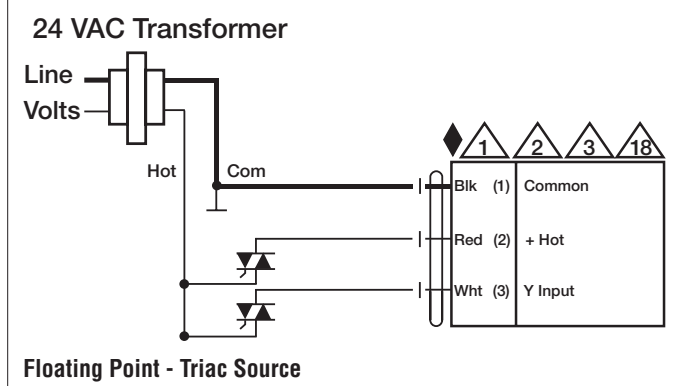 24 VAC Transformer
Line
Volts
Hot
Com
1 2 3 18
Blk (1) Common
Red (2) + Hot
Wht (3) Y Input
Floating Point - Triac Source